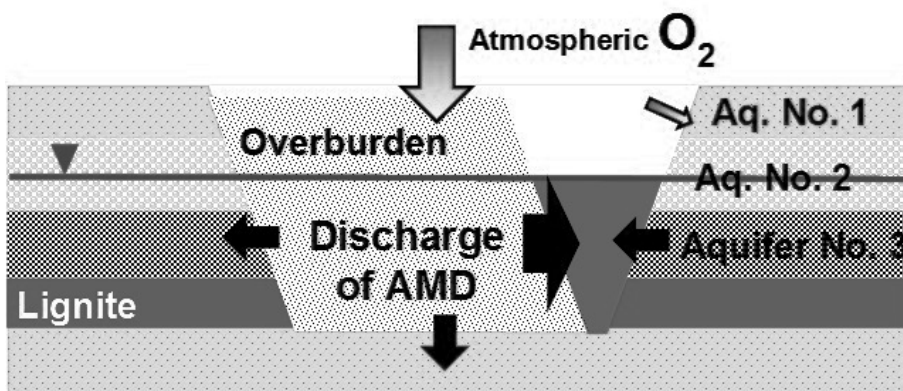 Atmospheric O2
Aq. No. 1
Overburden
Aq. No. 2
Discharge
of AMD
Aquifer No. 3
Lignite